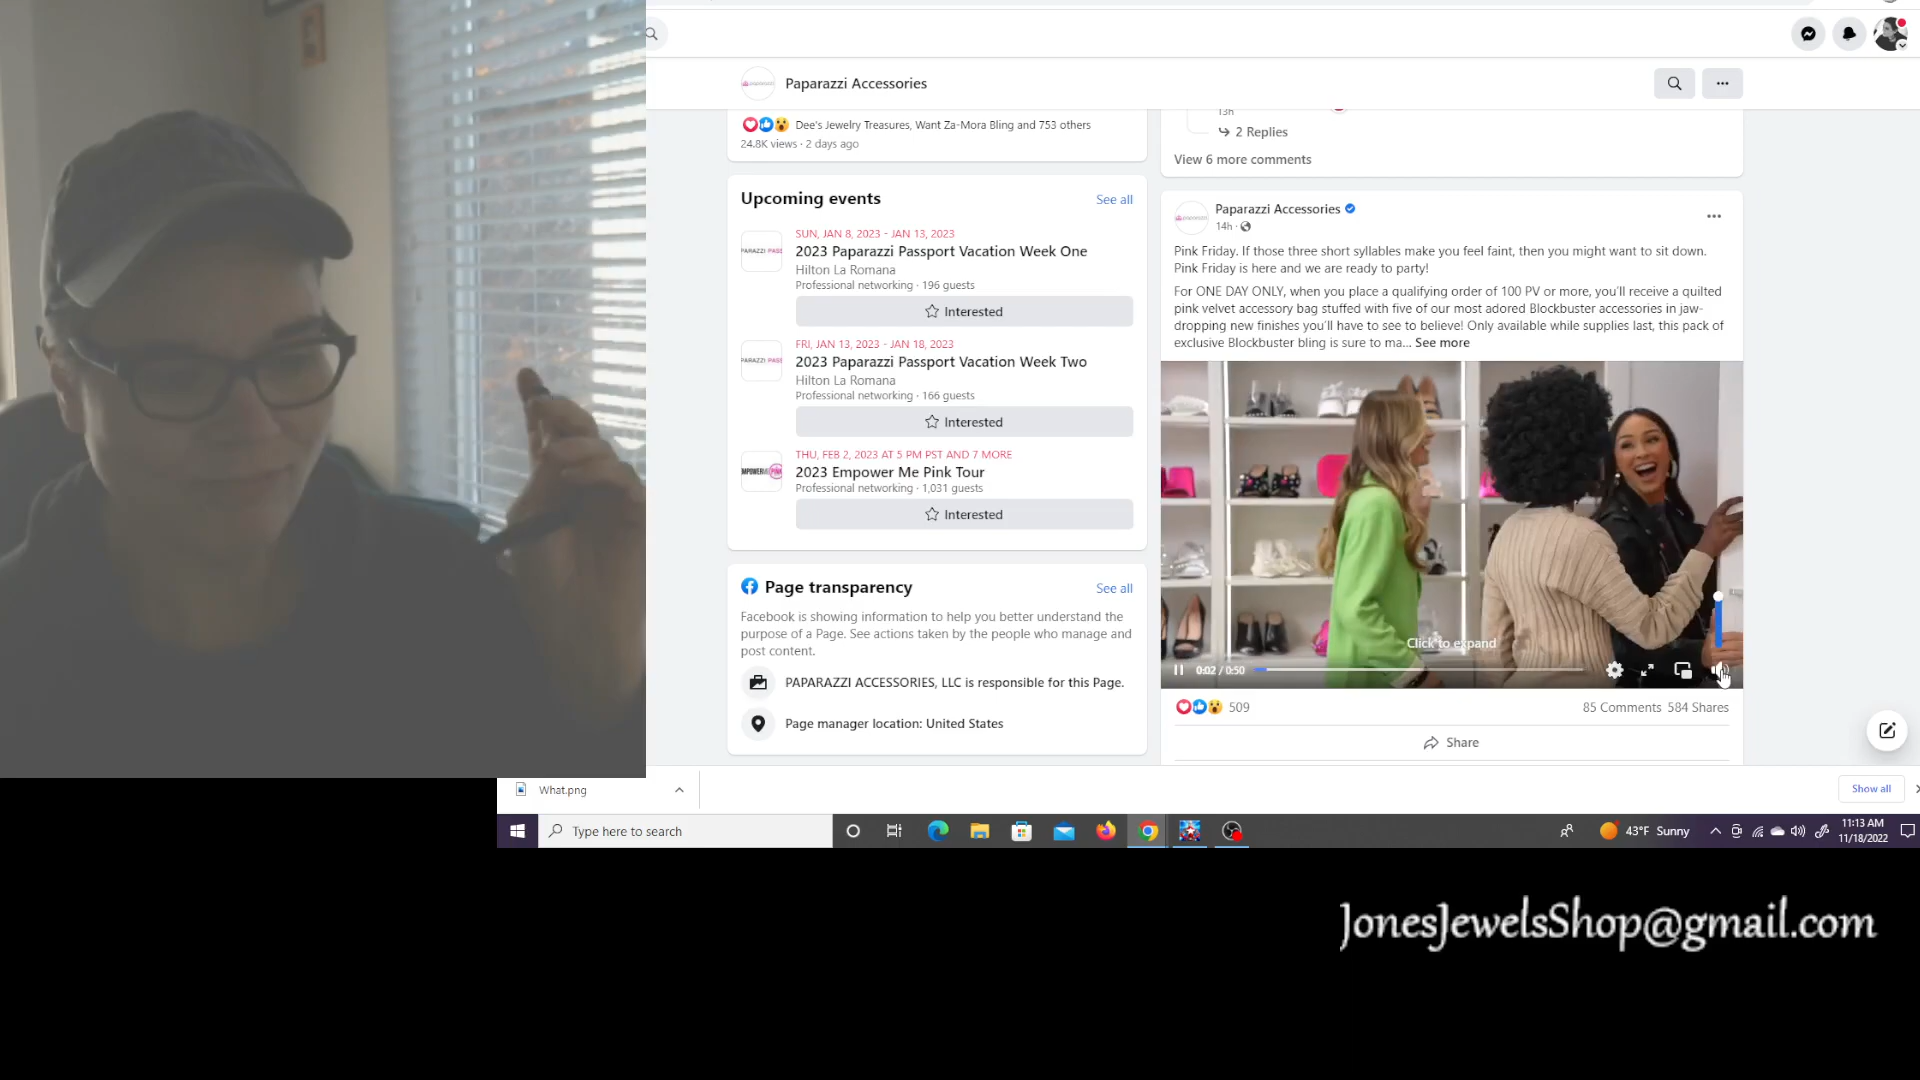 Paparazzi Accessories
Dee's Jewelry Treasures, Want Za-Mora Bling and 753 others
24.8K views · 2 days ago
Upcoming events
See all
SUN, JAN 8, 2023 - JAN 13, 2023
2023 Paparazzi Passport Vacation Week One
Hilton La Romana
Professional networking · 196 guests
Interested
FRI, JAN 13, 2023 - JAN 18, 2023
2023 Paparazzi Passport Vacation Week Two
Hilton La Romana
Professional networking · 166 guests
Interested
THU, FEB 2, 2023 AT 5 PM PST AND 7 MORE
2023 Empower Me Pink Tour
Professional networking · 1,031 guests
Interested
Page transparency
See all
Facebook is showing information to help you better understand the
purpose of a Page. See actions taken by the people who manage and
post content.
PAPARAZZI ACCESSORIES, LLC is responsible for this Page.
Page manager location: United States
13h
2 Replies
View 6 more comments
Paparazzi Accessories
14h ·
Pink Friday. If those three short syllables make you feel faint, then you might want to sit down.
Pink Friday is here and we are ready to party!
For ONE DAY ONLY, when you place a qualifying order of 100 PV or more, you'll receive a quilted
pink velvet accessory bag stuffed with five of our most adored Blockbuster accessories in jaw-
dropping new finishes you'll have to see to believe! Only available while supplies last, this pack of
exclusive Blockbuster bling is sure to ma... See more
Click to expand
0:02 / 0:50
509
85 Comments 584 Shares
Share
What.png
Show all
Type here to search
43°F Sunny
11:13 AM
11/18/2022
JonesJewelsShop@gmail.com